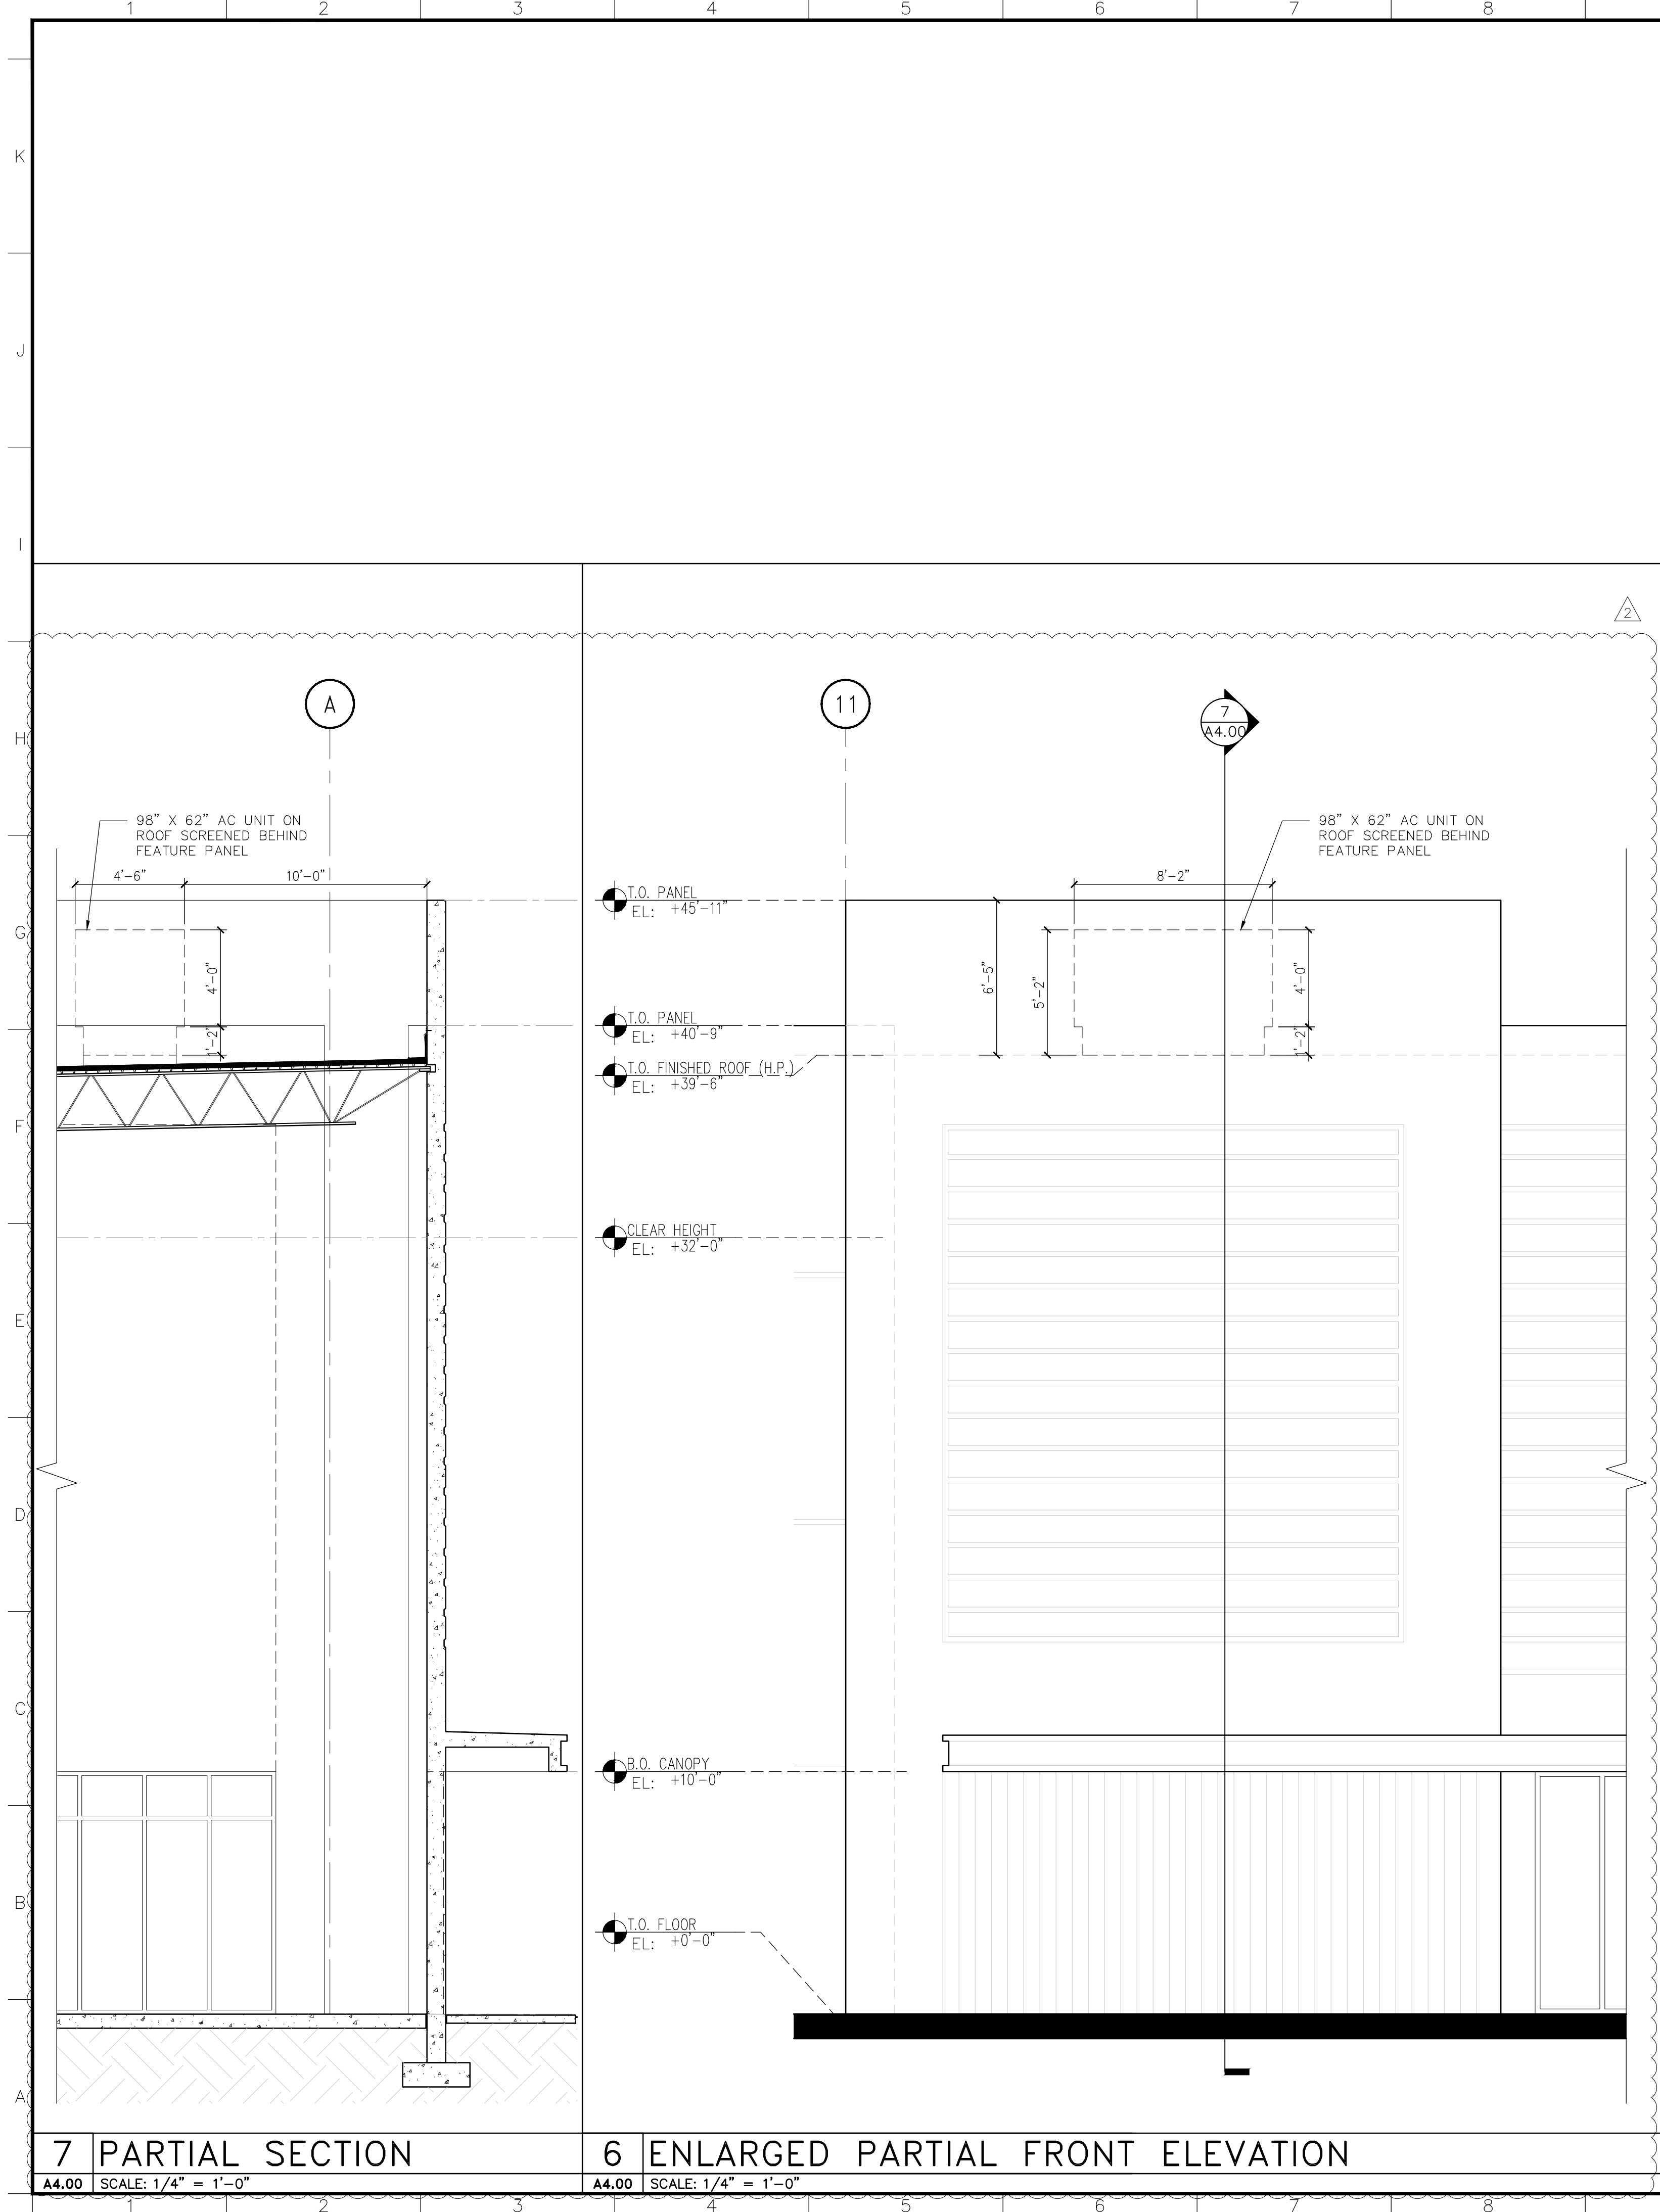 1 2 3 4 5 6 7 8
K
J
I
H
G
F
E
D
C
B
A
2
A
11
7
A4.00
98" X 62" AC UNIT ON
ROOF SCREENED BEHIND
FEATURE PANEL
4'-6"
10'-0"
4'-0"
1'-2"
T.O. PANEL
EL: +45'-11"
T.O. PANEL
EL: +40'-9"
T.O. FINISHED ROOF (H.P.)
EL: +39'-6"
CLEAR HEIGHT
EL: +32'-0"
B.O. CANOPY
EL: +10'-0"
T.O. FLOOR
EL: +0'-0"
98" X 62" AC UNIT ON
ROOF SCREENED BEHIND
FEATURE PANEL
8'-2"
6'-5"
5'-2"
4'-0"
1'-2"
7 PARTIAL SECTION
A4.00 SCALE: 1/4" = 1'-0"
6 ENLARGED PARTIAL FRONT ELEVATION
A4.00 SCALE: 1/4" = 1'-0"
1 2 3 4 5 6 7 8